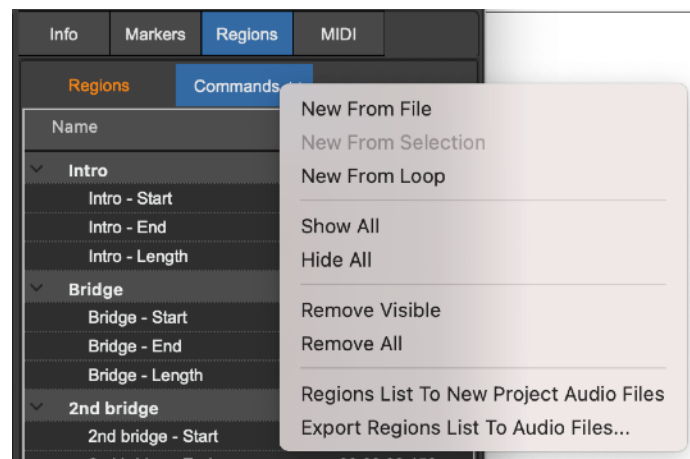 Info Markers Regions MIDI
Regions Commands
Name
New From File
New From Selection
New From Loop
Show All
Hide All
Remove Visible
Remove All
Regions List To New Project Audio Files
Export Regions List To Audio Files...
Intro
Intro - Start
Intro - End
Intro - Length
Bridge
Bridge - Start
Bridge - End
Bridge - Length
2nd bridge
2nd bridge - Start